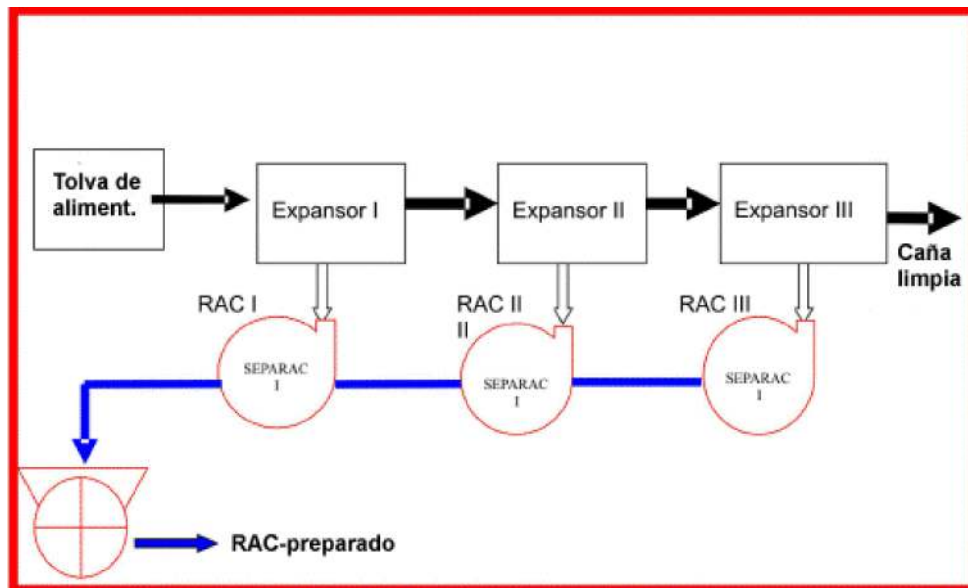 Tolva de
aliment.
Expansor I
Expansor II
Expansor III
Caña
limpia
RAC I
RAC II
II
RAC III
SEPARAC
I
SEPARAC
I
SEPARAC
I
RAC-preparado